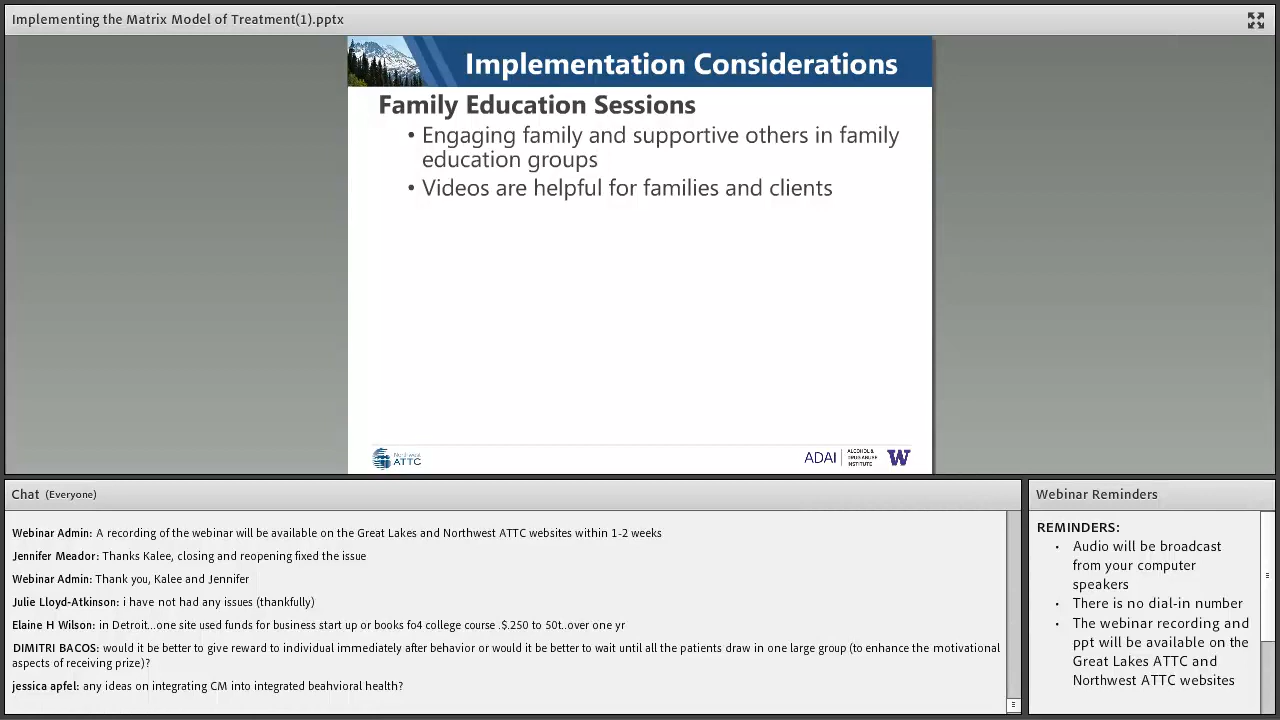 Implementing the Matrix Model of Treatment(1).pptx
Implementation Considerations
Family Education Sessions
• Engaging family and supportive others in family
education groups
• Videos are helpful for families and clients
Northwest
ATTC
ADAI
ALCOHOL &
DRUG ABUSE
INSTITUTE
W
Chat (Everyone)
Webinar Admin: A recording of the webinar will be available on the Great Lakes and Northwest ATTC websites within 1-2 weeks
Jennifer Meador: Thanks Kalee, closing and reopening fixed the issue
Webinar Admin: Thank you, Kalee and Jennifer
Julie Lloyd-Atkinson: i have not had any issues (thankfully)
Elaine H Wilson: in Detroit...one site used funds for business start up or books fo4 college course .$.250 to 50t..over one yr
DIMITRI BACOS: would it be better to give reward to individual immediately after behavior or would it be better to wait until all the patients draw in one large group (to enhance the motivational
aspects of receiving prize)?
jessica apfel: any ideas on integrating CM into integrated beahvioral health?
Webinar Reminders
REMINDERS:
• Audio will be broadcast
from your computer
speakers
• There is no dial-in number
• The webinar recording and
ppt will be available on the
Great Lakes ATTC and
Northwest ATTC websites